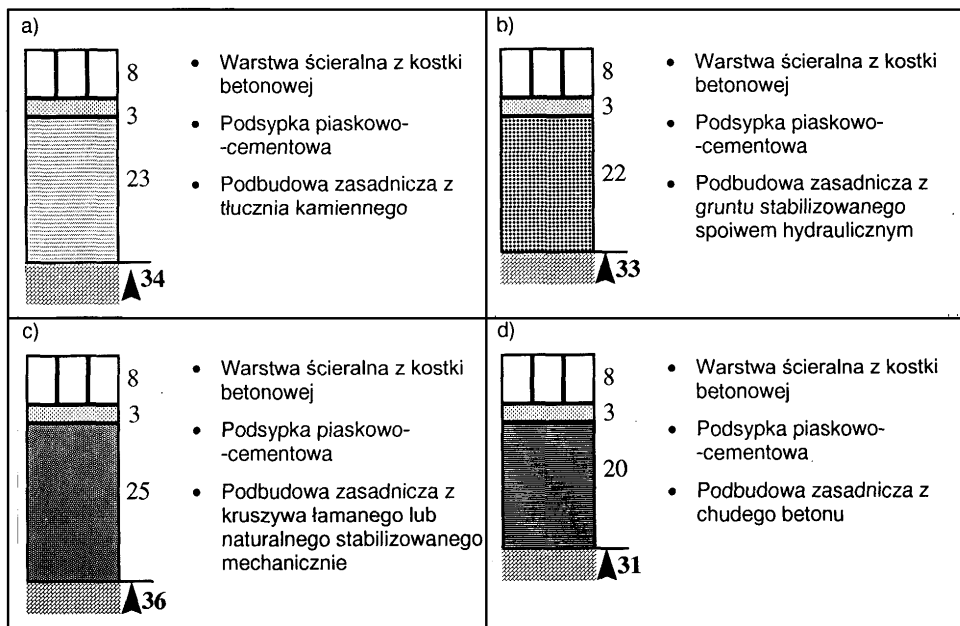 a)
8
3
23
34
• Warstwa ścieralna z kostki
betonowej
• Podsypka piaskowo-
-cementowa
• Podbudowa zasadnicza z
tłucznia kamiennego
b)
8
3
22
33
• Warstwa ścieralna z kostki
betonowej
• Podsypka piaskowo-
-cementowa
• Podbudowa zasadnicza z
gruntu stabilizowanego
spoiwem hydraulicznym
c)
8
3
25
36
• Warstwa ścieralna z kostki
betonowej
• Podsypka piaskowo-
-cementowa
• Podbudowa zasadnicza z
kruszywa łamanego lub
naturalnego stabilizowanego
mechanicznie
d)
8
3
20
31
• Warstwa ścieralna z kostki
betonowej
• Podsypka piaskowo-
-cementowa
• Podbudowa zasadnicza z
chudego betonu